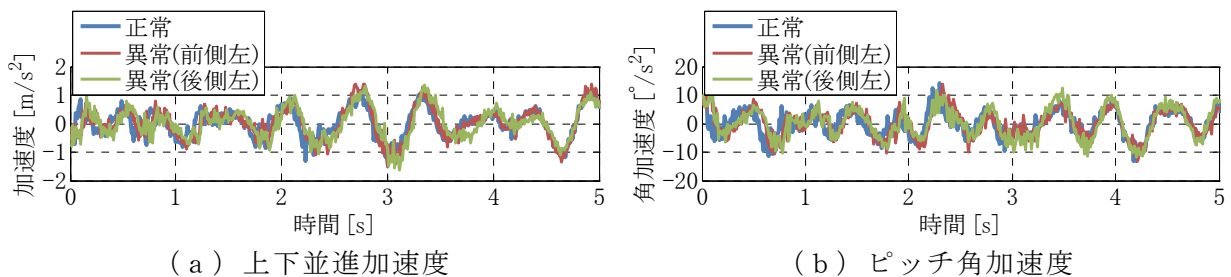 正常
異常(前側左)
異常(後側左)
加速度 [m/s²]
2
1
0
−1
−2
0 1 2 3 4 5
時間 [s]
(a) 上下並進加速度
正常
異常(前側左)
異常(後側左)
角加速度 [°/s²]
20
10
0
−10
−20
0 1 2 3 4 5
時間 [s]
(b) ピッチ角加速度